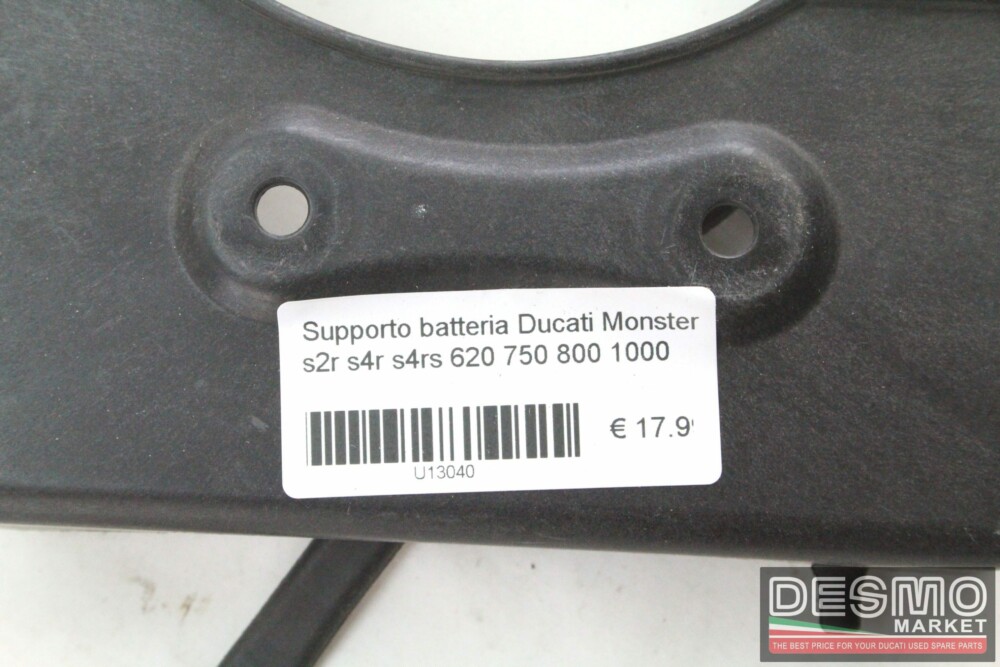 Supporto batteria Ducati Monster
s2r s4r s4rs 620 750 800 1000
€ 17.9
U13040
DESMO
MARKET
THE BEST PRICE FOR YOUR DUCATI USED SPARE PARTS